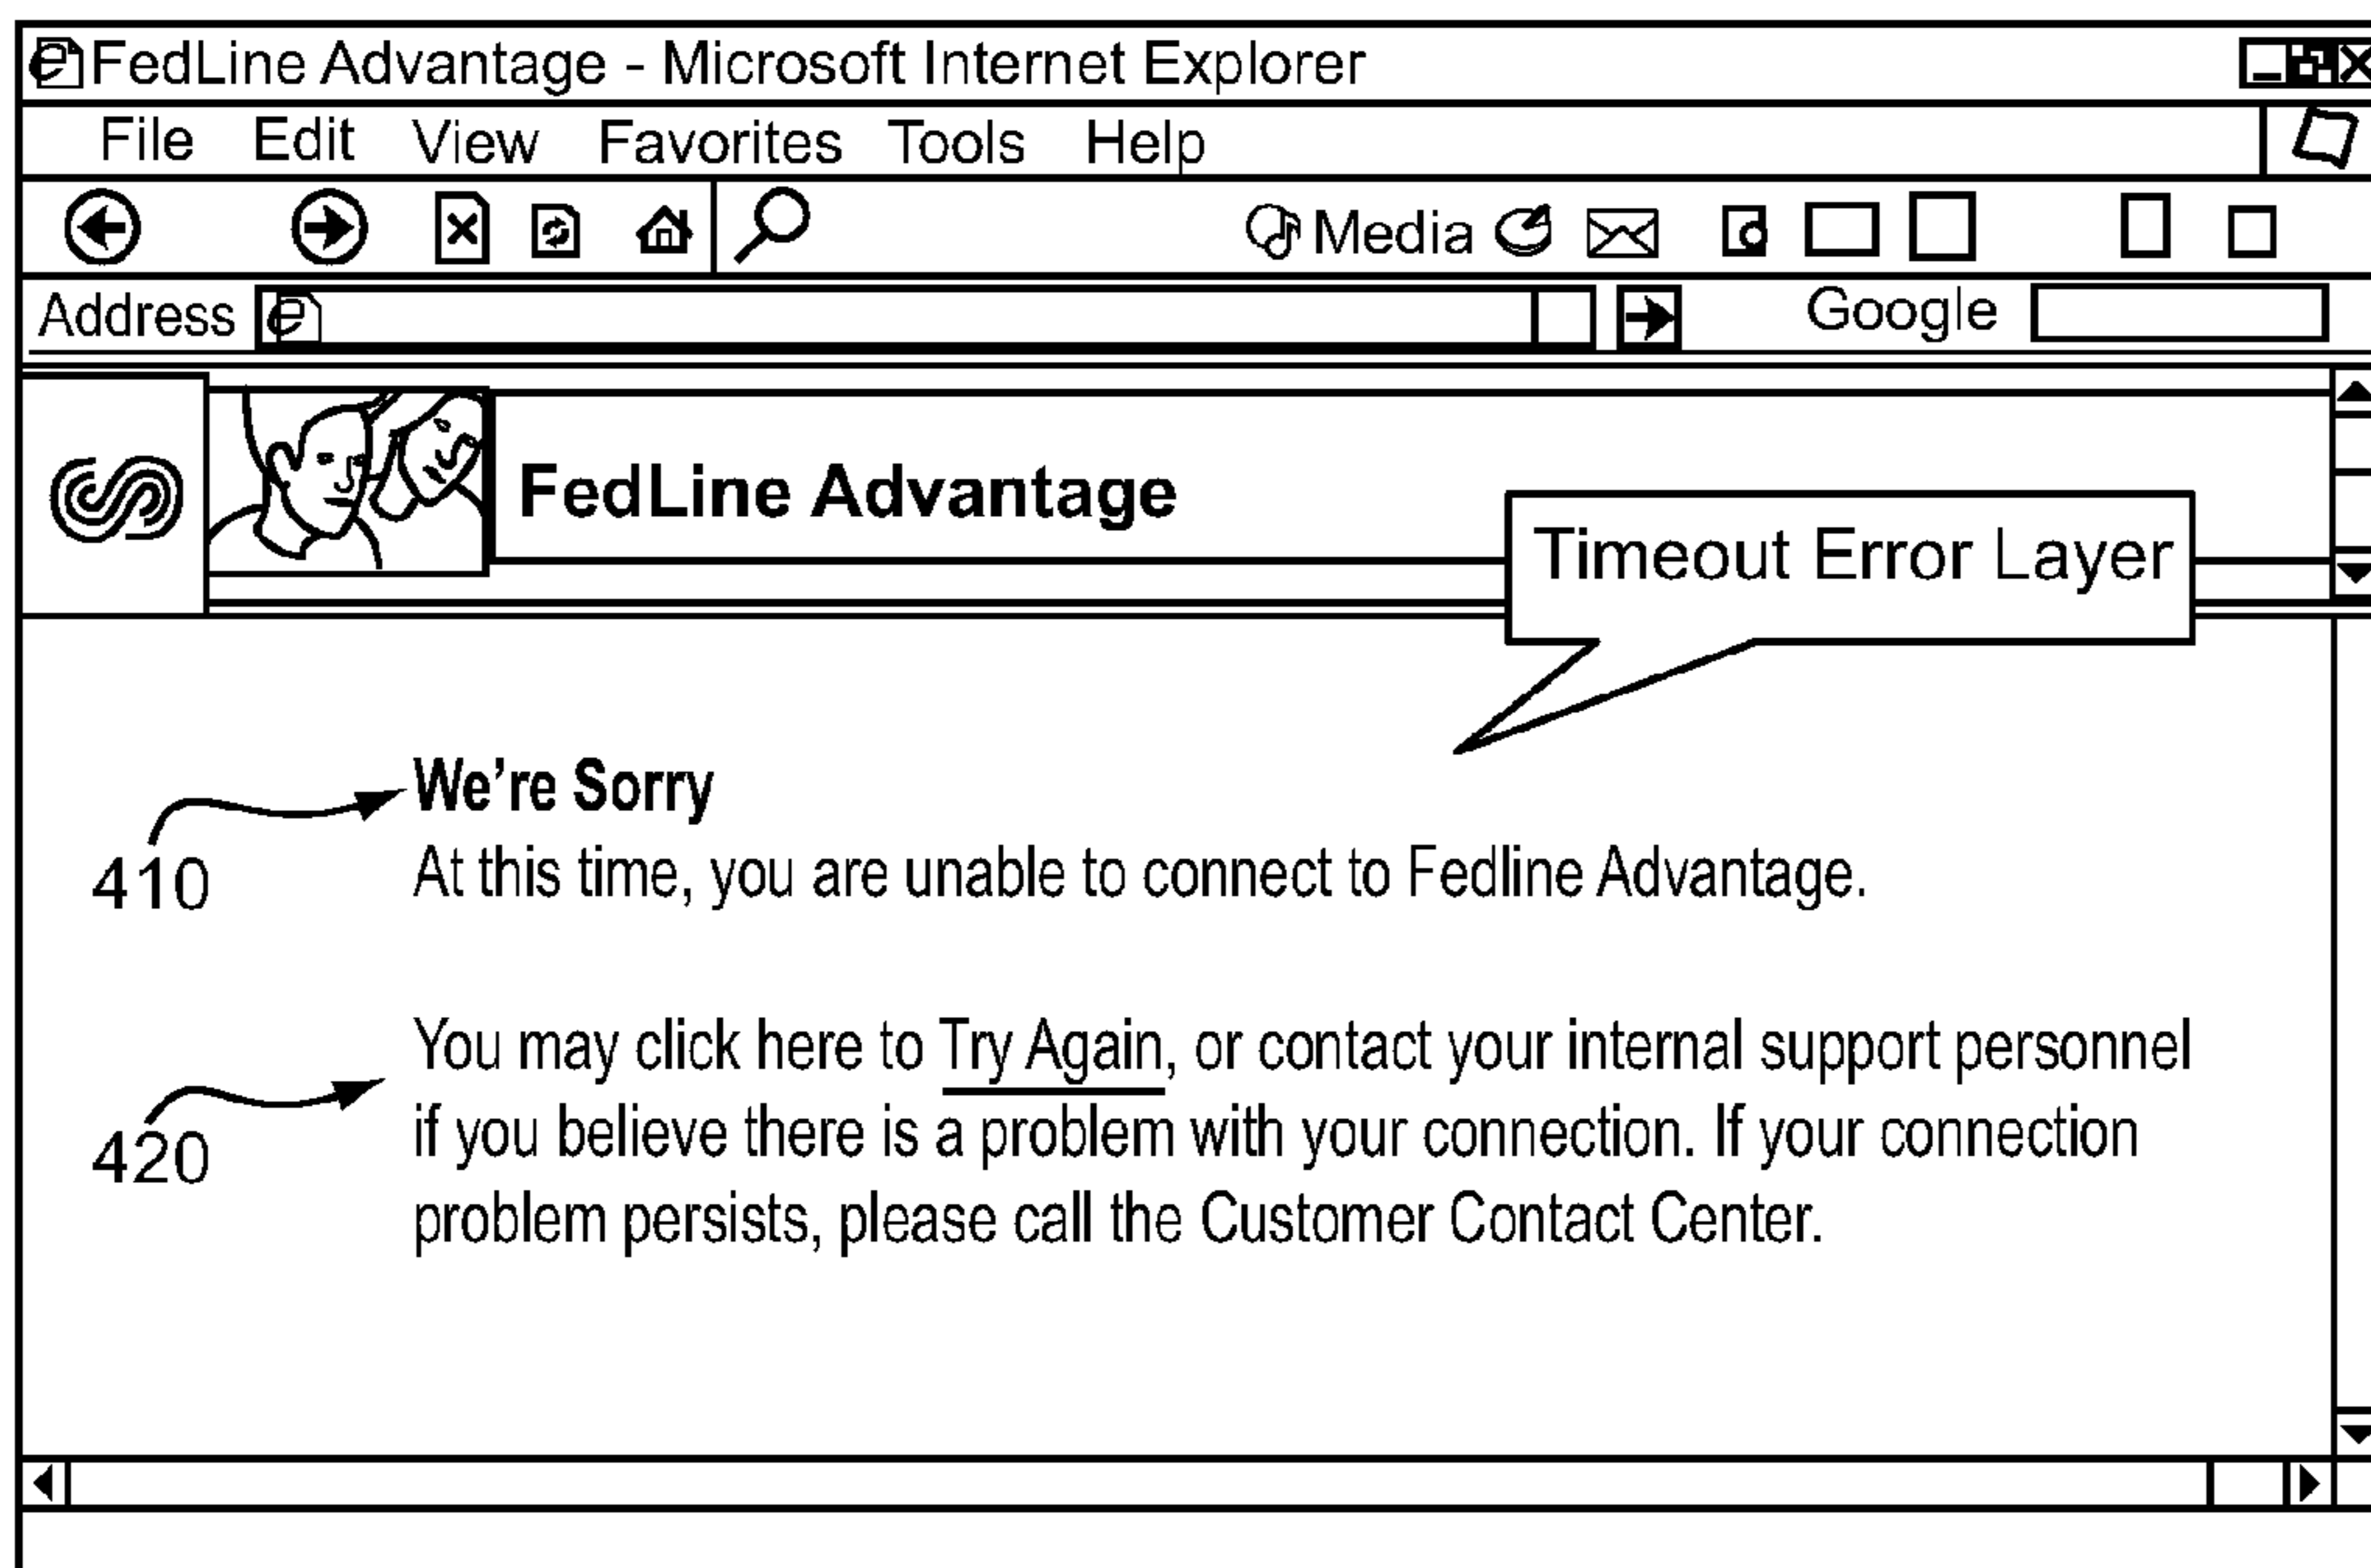 FedLine Advantage - Microsoft Internet Explorer
File Edit View Favorites Tools Help
Media
Address Google
FedLine Advantage
Timeout Error Layer
We're Sorry
410
At this time, you are unable to connect to Fedline Advantage.
You may click here to Try Again, or contact your internal support personnel
420
if you believe there is a problem with your connection. If your connection
problem persists, please call the Customer Contact Center.